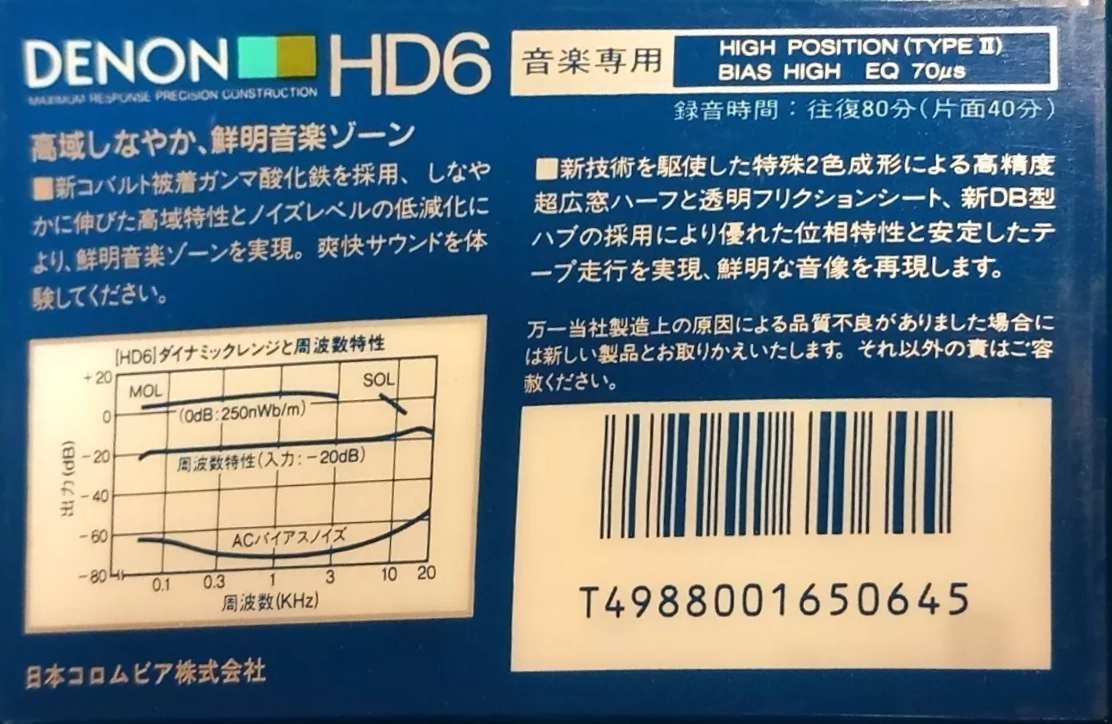 DENON HD6
MAXIMUM RESPONSE PRECISION CONSTRUCTION
音楽専用
HIGH POSITION (TYPE II)
BIAS HIGH EQ 70μs
録音時間：往復80分(片面40分)
高域しなやか、鮮明音楽ゾーン
■新コバルト被着ガンマ酸化鉄を採用、しなや
かに伸びた高域特性とノイズレベルの低減化に
より、鮮明音楽ゾーンを実現。爽快サウンドを体
験してください。
■新技術を駆使した特殊2色成形による高精度
超広窓ハーフと透明フリクションシート、新DB型
ハブの採用により優れた位相特性と安定したテ
ープ走行を実現、鮮明な音像を再現します。
万一当社製造上の原因による品質不良がありました場合に
は新しい製品とお取りかえいたします。それ以外の責はご容
赦ください。
[HD6]ダイナミックレンジと周波数特性
+20
MOL
SOL
0
(0dB:250nWb/m)
-20
周波数特性(入力:-20dB)
出力(dB)
-40
-60
ACバイアスノイズ
-80
0.1 0.3 1 3 10 20
周波数(KHz)
T4988001650645
日本コロムビア株式会社